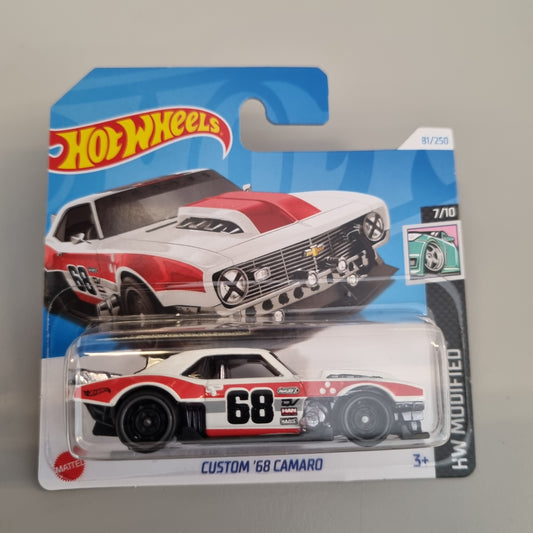 HOT WHEELS
81/250
7/10
68
68
HW MODIFIED
MATTEL
CUSTOM '68 CAMARO
3+